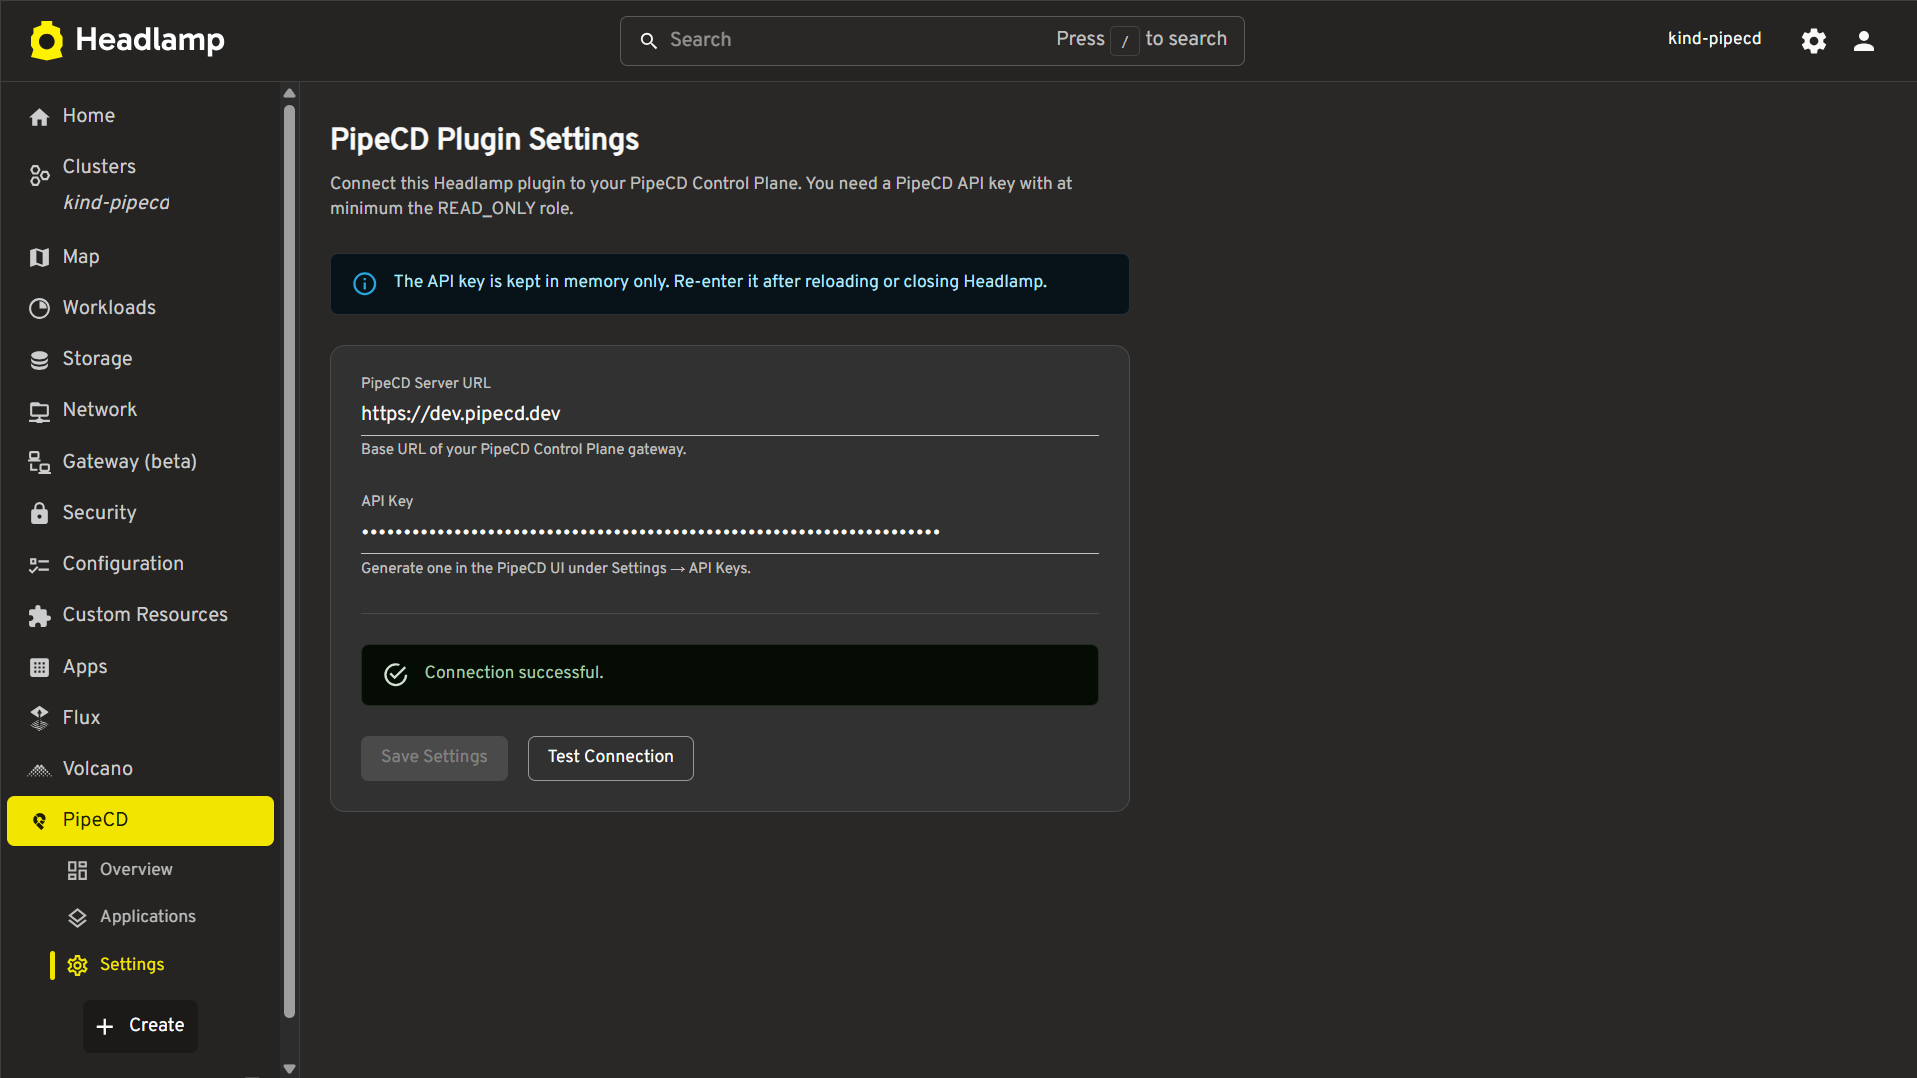 Headlamp
Search
Press / to search
kind-pipecd
Home
Clusters
kind-pipecd
Map
Workloads
Storage
Network
Gateway (beta)
Security
Configuration
Custom Resources
Apps
Flux
Volcano
PipeCD
Overview
Applications
Settings
Create
PipeCD Plugin Settings
Connect this Headlamp plugin to your PipeCD Control Plane. You need a PipeCD API key with at
minimum the READ_ONLY role.
The API key is kept in memory only. Re-enter it after reloading or closing Headlamp.
PipeCD Server URL
https://dev.pipecd.dev
Base URL of your PipeCD Control Plane gateway.
API Key
Generate one in the PipeCD UI under Settings → API Keys.
Connection successful.
Save Settings
Test Connection